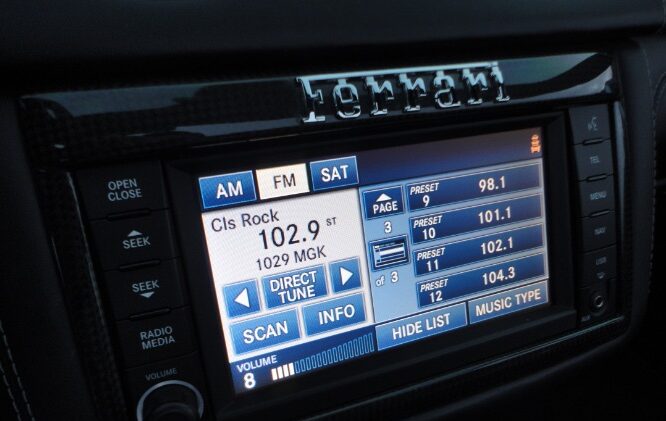 Ferrari
OPEN
CLOSE
SEEK
SEEK
RADIO
MEDIA
VOLUME
AM
FM
SAT
Cls Rock
102.9 ST
1029 MGK
DIRECT
TUNE
SCAN
INFO
VOLUME
8
PAGE
3
of 3
PRESET
9
98.1
PRESET
10
101.1
PRESET
11
102.1
PRESET
12
104.3
HIDE LIST
MUSIC TYPE
TEL
MENU
NAV
USB